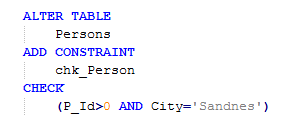 ALTER TABLE
Persons
ADD CONSTRAINT
chk_Person
CHECK
(P_Id>0 AND City='Sandnes')